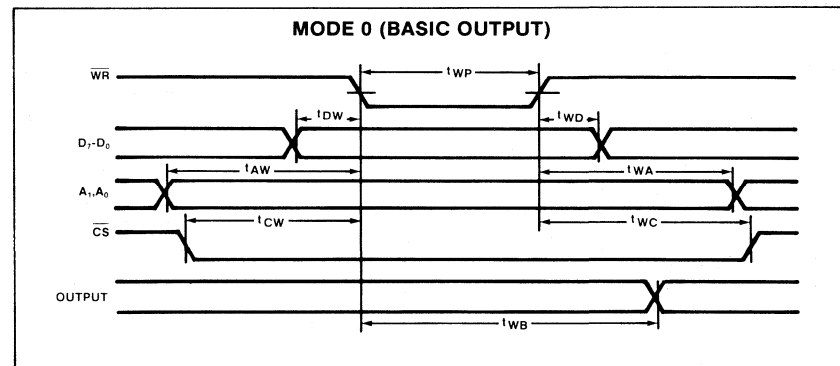 MODE 0 (BASIC OUTPUT)
WR
tWP
tDW
tWD
D7-D0
tAW
tWA
A1,A0
tCW
tWC
CS
OUTPUT
tWB